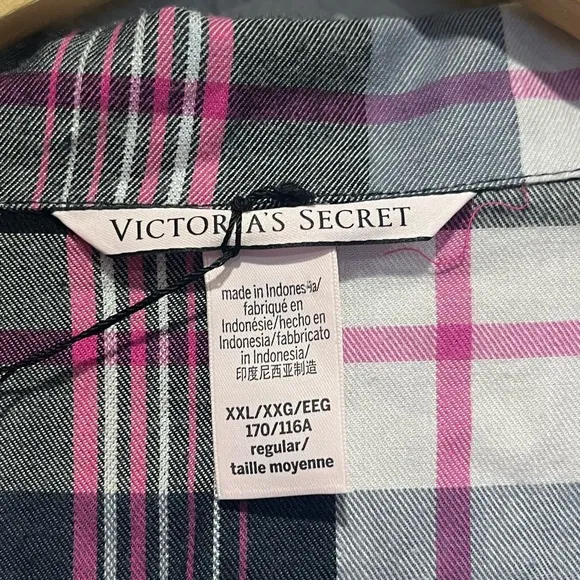 VICTORIA'S SECRET
made in Indonesia/
fabriqué en
Indonésie/hecho en
Indonesia/fabbricato
in Indonesia/
印度尼西亚制造
XXL/XXG/EEG
170/116A
regular/
taille moyenne